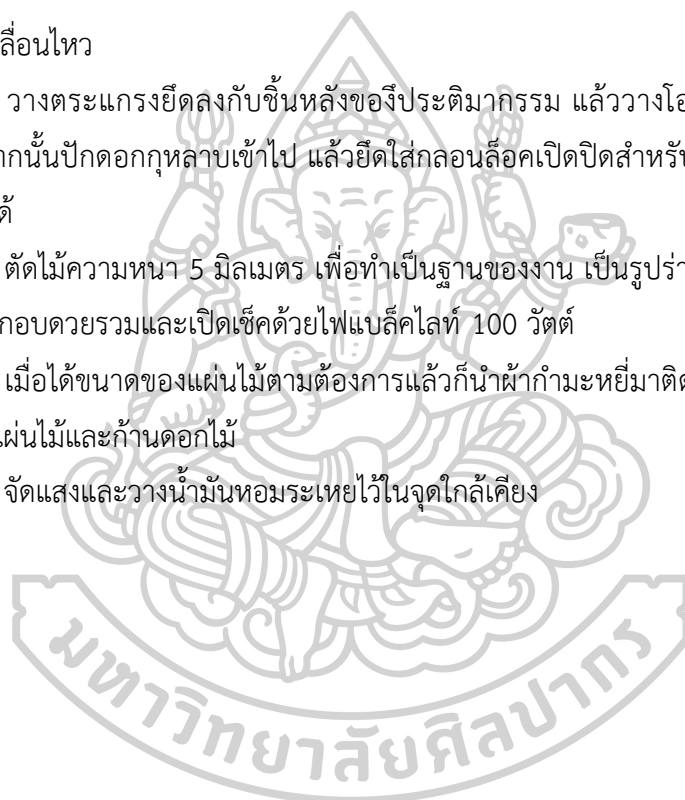 ลื่อนไหว
วางตระแกรงยึดลงกับชิ้นหลังของึประติมากรรม แล้ววางโอ
ากนั้นปักดอกกุหลาบเข้าไป แล้วยึดใส่กลอนล็อคเปิดปิดสำหรับ
ด้
ตัดไม้ความหนา 5 มิลเมตร เพื่อทำเป็นฐานของงาน เป็นรูปร่า
กอบดวยรวมและเปิดเช็คด้วยไฟแบล็คไลท์ 100 วัตต์
เมื่อได้ขนาดของแผ่นไม้ตามต้องการแล้วก็นำผ้ากำมะหยี่มาติด
แผ่นไม้และก้านดอกไม้
จัดแสงและวางน้ำมันหอมระเหยไว้ในจุดใกล้เคียง
มหาวิทยาลัยศิลปากร